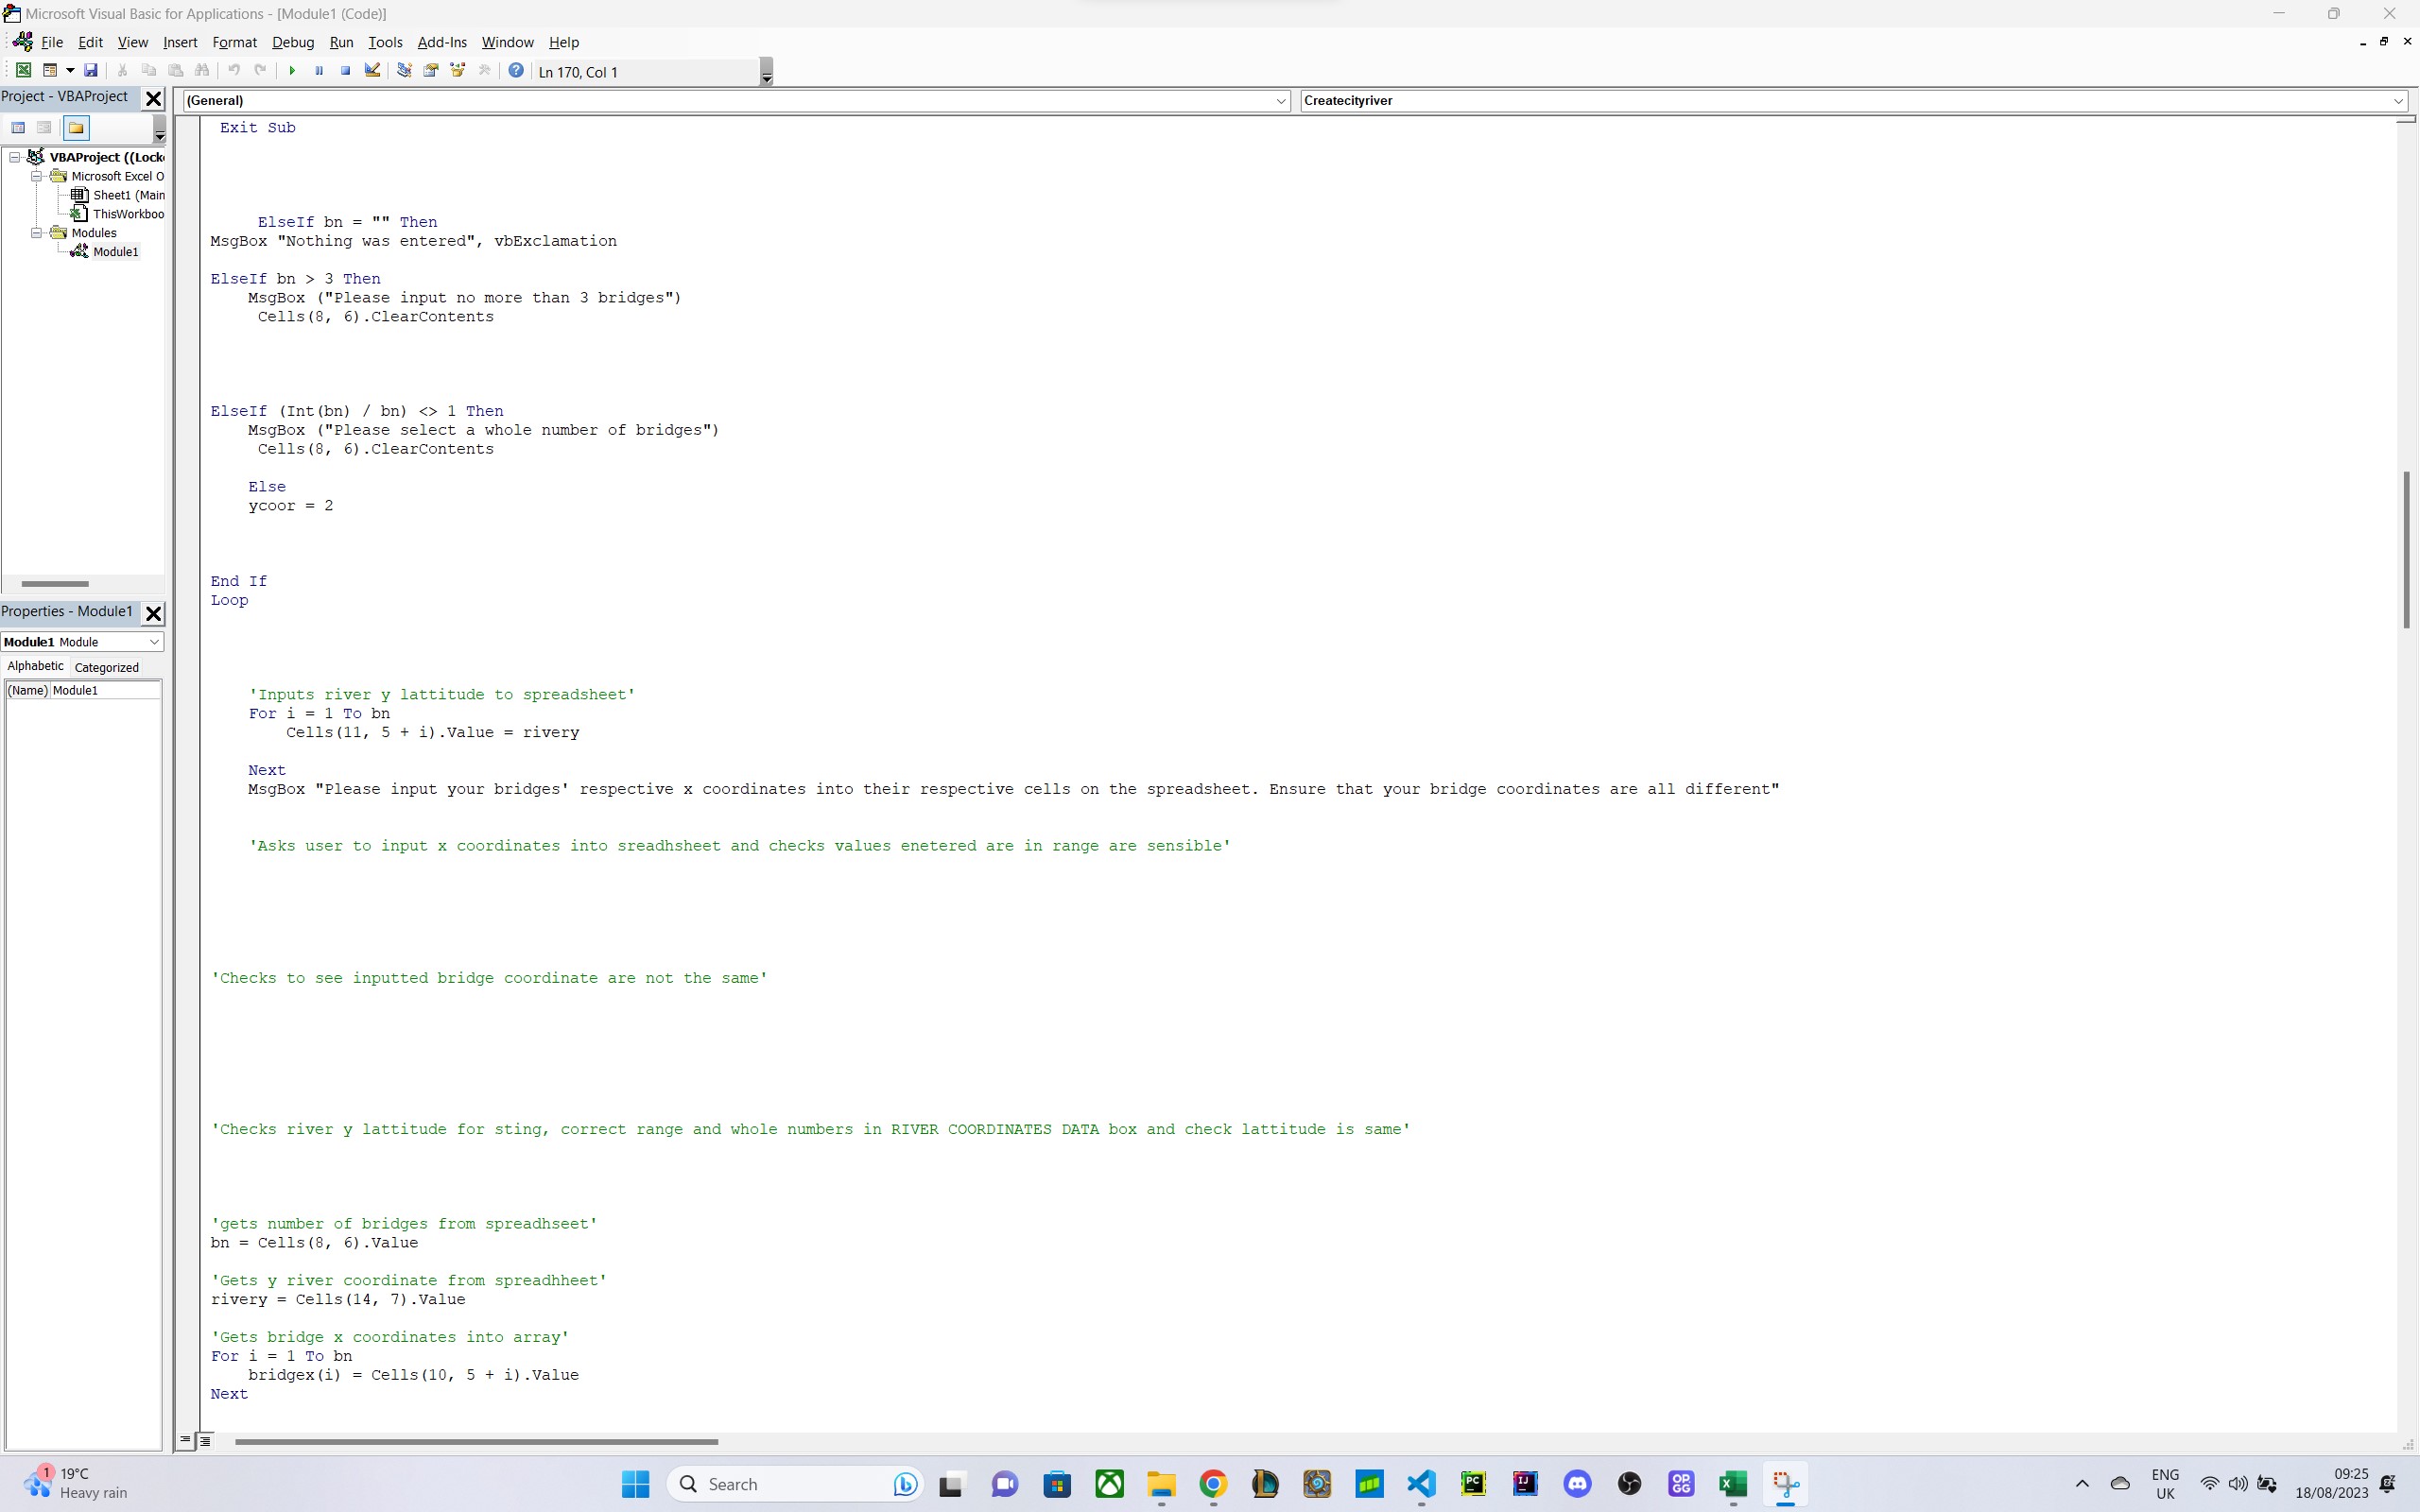 Microsoft Visual Basic for Applications - [Module1 (Code)]
File Edit View Insert Format Debug Run Tools Add-Ins Window Help
Ln 170, Col 1
Project - VBAProject
(General)
Createcityriver
VBAProject ((Lock
Microsoft Excel O
Sheet1 (Main
ThisWorkboo
Modules
Module1
Properties - Module1
Module1 Module
Alphabetic Categorized
(Name) Module1
Exit Sub
ElseIf bn = "" Then
MsgBox "Nothing was entered", vbExclamation
ElseIf bn > 3 Then
MsgBox ("Please input no more than 3 bridges")
Cells(8, 6).ClearContents
ElseIf (Int(bn) / bn) <> 1 Then
MsgBox ("Please select a whole number of bridges")
Cells(8, 6).ClearContents
Else
ycoor = 2
End If
Loop
'Inputs river y lattitude to spreadsheet'
For i = 1 To bn
Cells(11, 5 + i).Value = rivery
Next
MsgBox "Please input your bridges' respective x coordinates into their respective cells on the spreadsheet. Ensure that your bridge coordinates are all different"
'Asks user to input x coordinates into sreadhsheet and checks values enetered are in range are sensible'
'Checks to see inputted bridge coordinate are not the same'
'Checks river y lattitude for sting, correct range and whole numbers in RIVER COORDINATES DATA box and check lattitude is same'
'gets number of bridges from spreadhseet'
bn = Cells(8, 6).Value
'Gets y river coordinate from spreadhheet'
rivery = Cells(14, 7).Value
'Gets bridge x coordinates into array'
For i = 1 To bn
bridgex(i) = Cells(10, 5 + i).Value
Next
1
19°C
Heavy rain
Search
PC
IJ
OP.GG
ENG
UK
09:25
18/08/2023